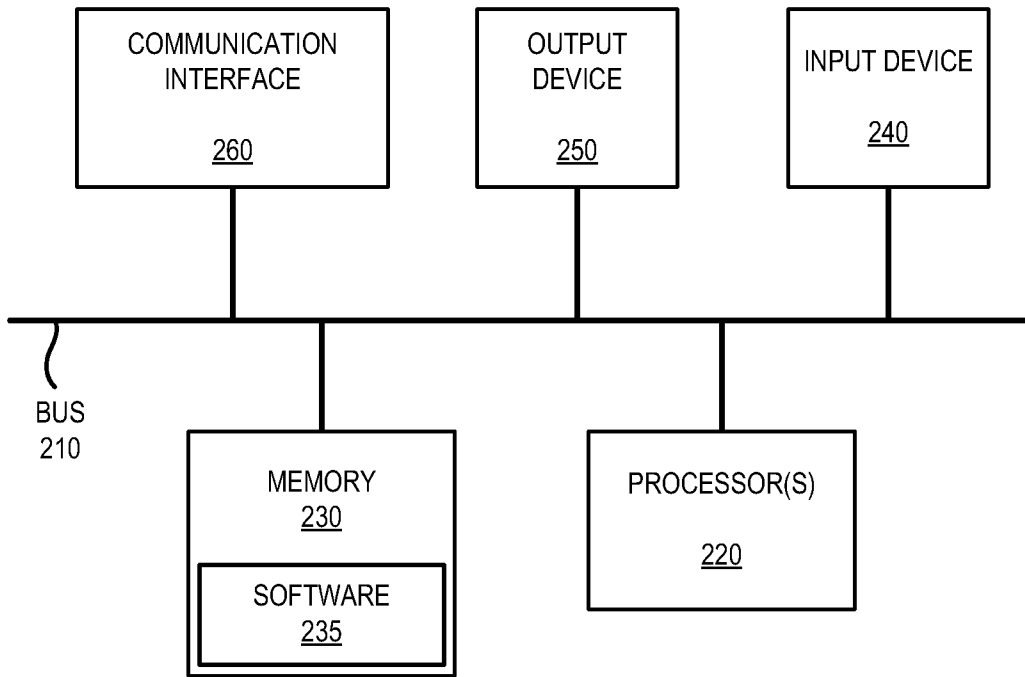 COMMUNICATION
INTERFACE
260
OUTPUT
DEVICE
250
INPUT DEVICE
240
BUS
210
MEMORY
230
SOFTWARE
235
PROCESSOR(S)
220